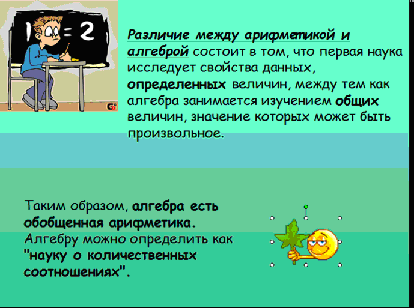 1 = 2
Различие между арифметикой и
алгеброй состоит в том, что первая наука
исследует свойства данных,
определенных величин, между тем как
алгебра занимается изучением общих
величин, значение которых может быть
произвольное.
Таким образом, алгебра есть
обобщенная арифметика.
Алгебру можно определить как
"науку о количественных
соотношениях".